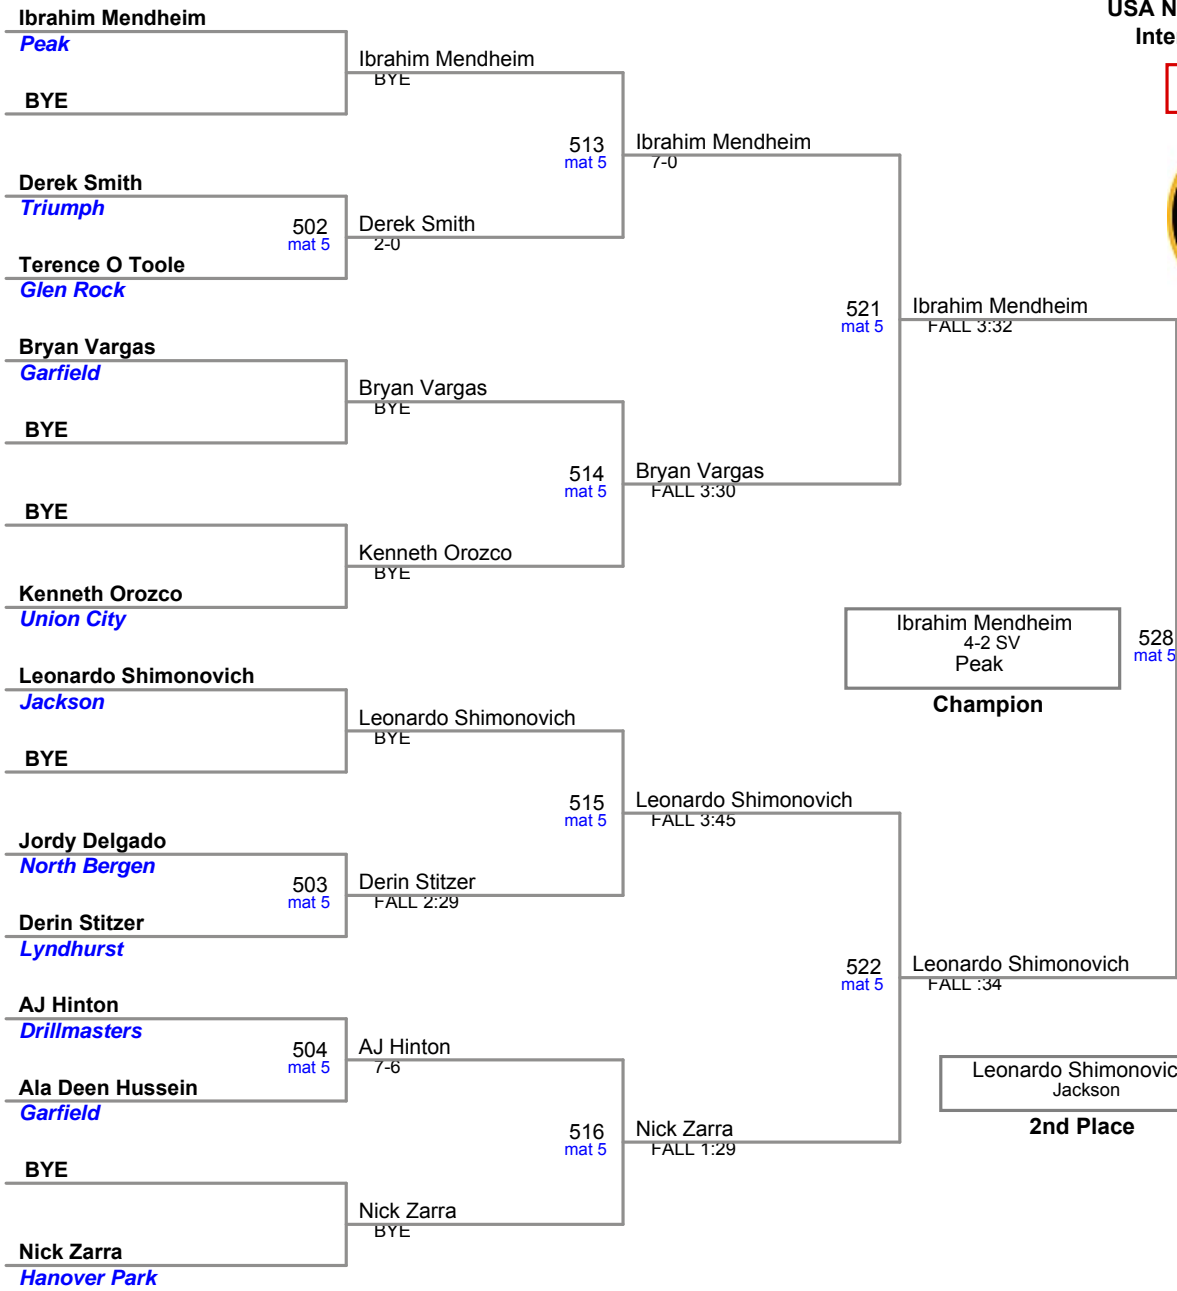 Ibrahim Mendheim
Peak
BYE
Derek Smith
Triumph
Terence O Toole
Glen Rock
Bryan Vargas
Garfield
BYE
BYE
Kenneth Orozco
Union City
Leonardo Shimonovich
Jackson
BYE
Jordy Delgado
North Bergen
Derin Stitzer
Lyndhurst
AJ Hinton
Drillmasters
Ala Deen Hussein
Garfield
BYE
Nick Zarra
Hanover Park
502
mat 5
503
mat 5
504
mat 5
Ibrahim Mendheim
BYE
Derek Smith
2-0
Bryan Vargas
BYE
Kenneth Orozco
BYE
Leonardo Shimonovich
BYE
Derin Stitzer
FALL 2:29
AJ Hinton
7-6
Nick Zarra
BYE
513
mat 5
514
mat 5
515
mat 5
516
mat 5
Ibrahim Mendheim
7-0
Bryan Vargas
FALL 3:30
Leonardo Shimonovich
FALL 3:45
Nick Zarra
FALL 1:29
521
mat 5
522
mat 5
Ibrahim Mendheim
FALL 3:32
Leonardo Shimonovich
FALL :34
528
mat 5
Ibrahim Mendheim
4-2 SV
Peak
Champion
Leonardo Shimonovic
Jackson
2nd Place
USA N
Inte